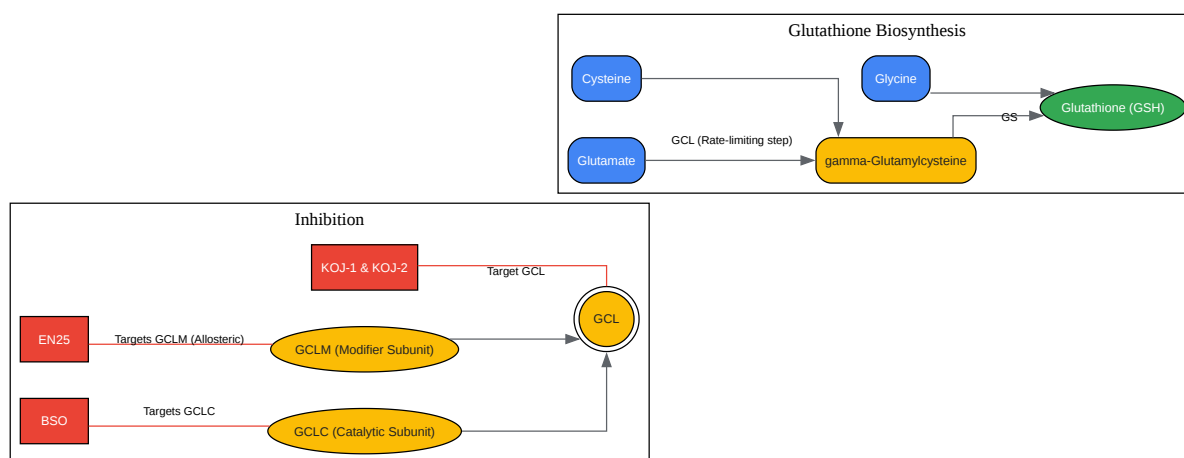 Glutathione Biosynthesis
Cysteine
Glycine
Glutathione (GSH)
GS
GCL (Rate-limiting step)
Glutamate
gamma-Glutamylcysteine
Inhibition
KOJ-1 & KOJ-2
Target GCL
GCL
EN25
Targets GCLM (Allosteric)
GCLM (Modifier Subunit)
BSO
Targets GCLC
GCLC (Catalytic Subunit)